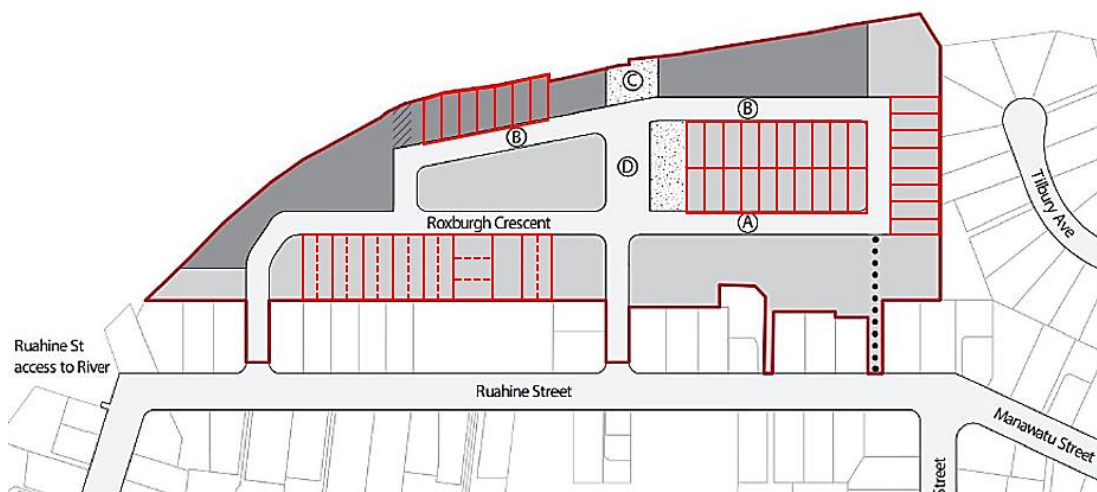 C
B
B
D
A
Roxburgh Crescent
Tilbury Ave
Ruahine St
access to River
Ruahine Street
Manawatu Street
Street